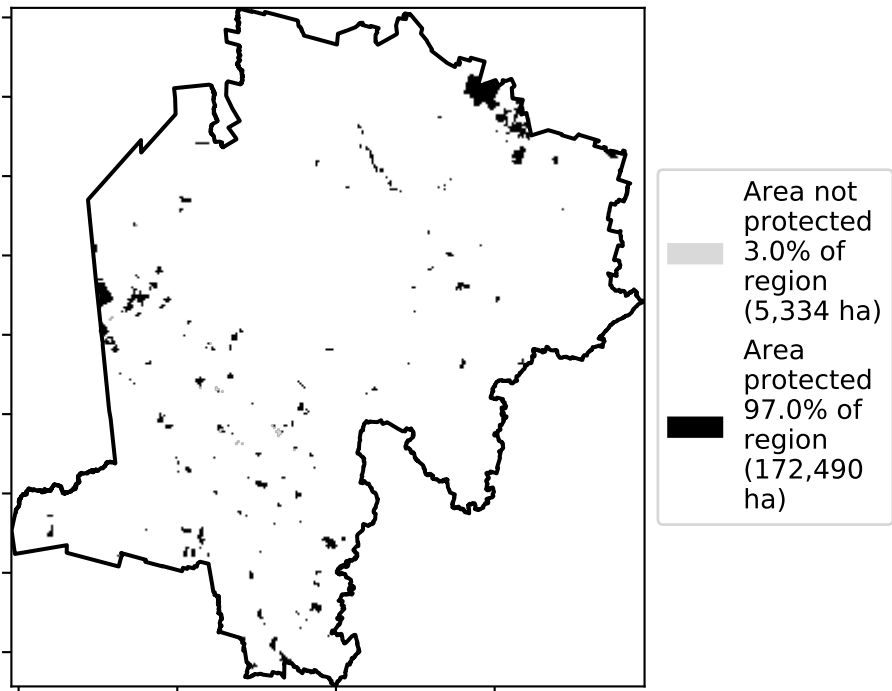 Area not
protected
3.0% of
region
(5,334 ha)
Area
protected
97.0% of
region
(172,490
ha)